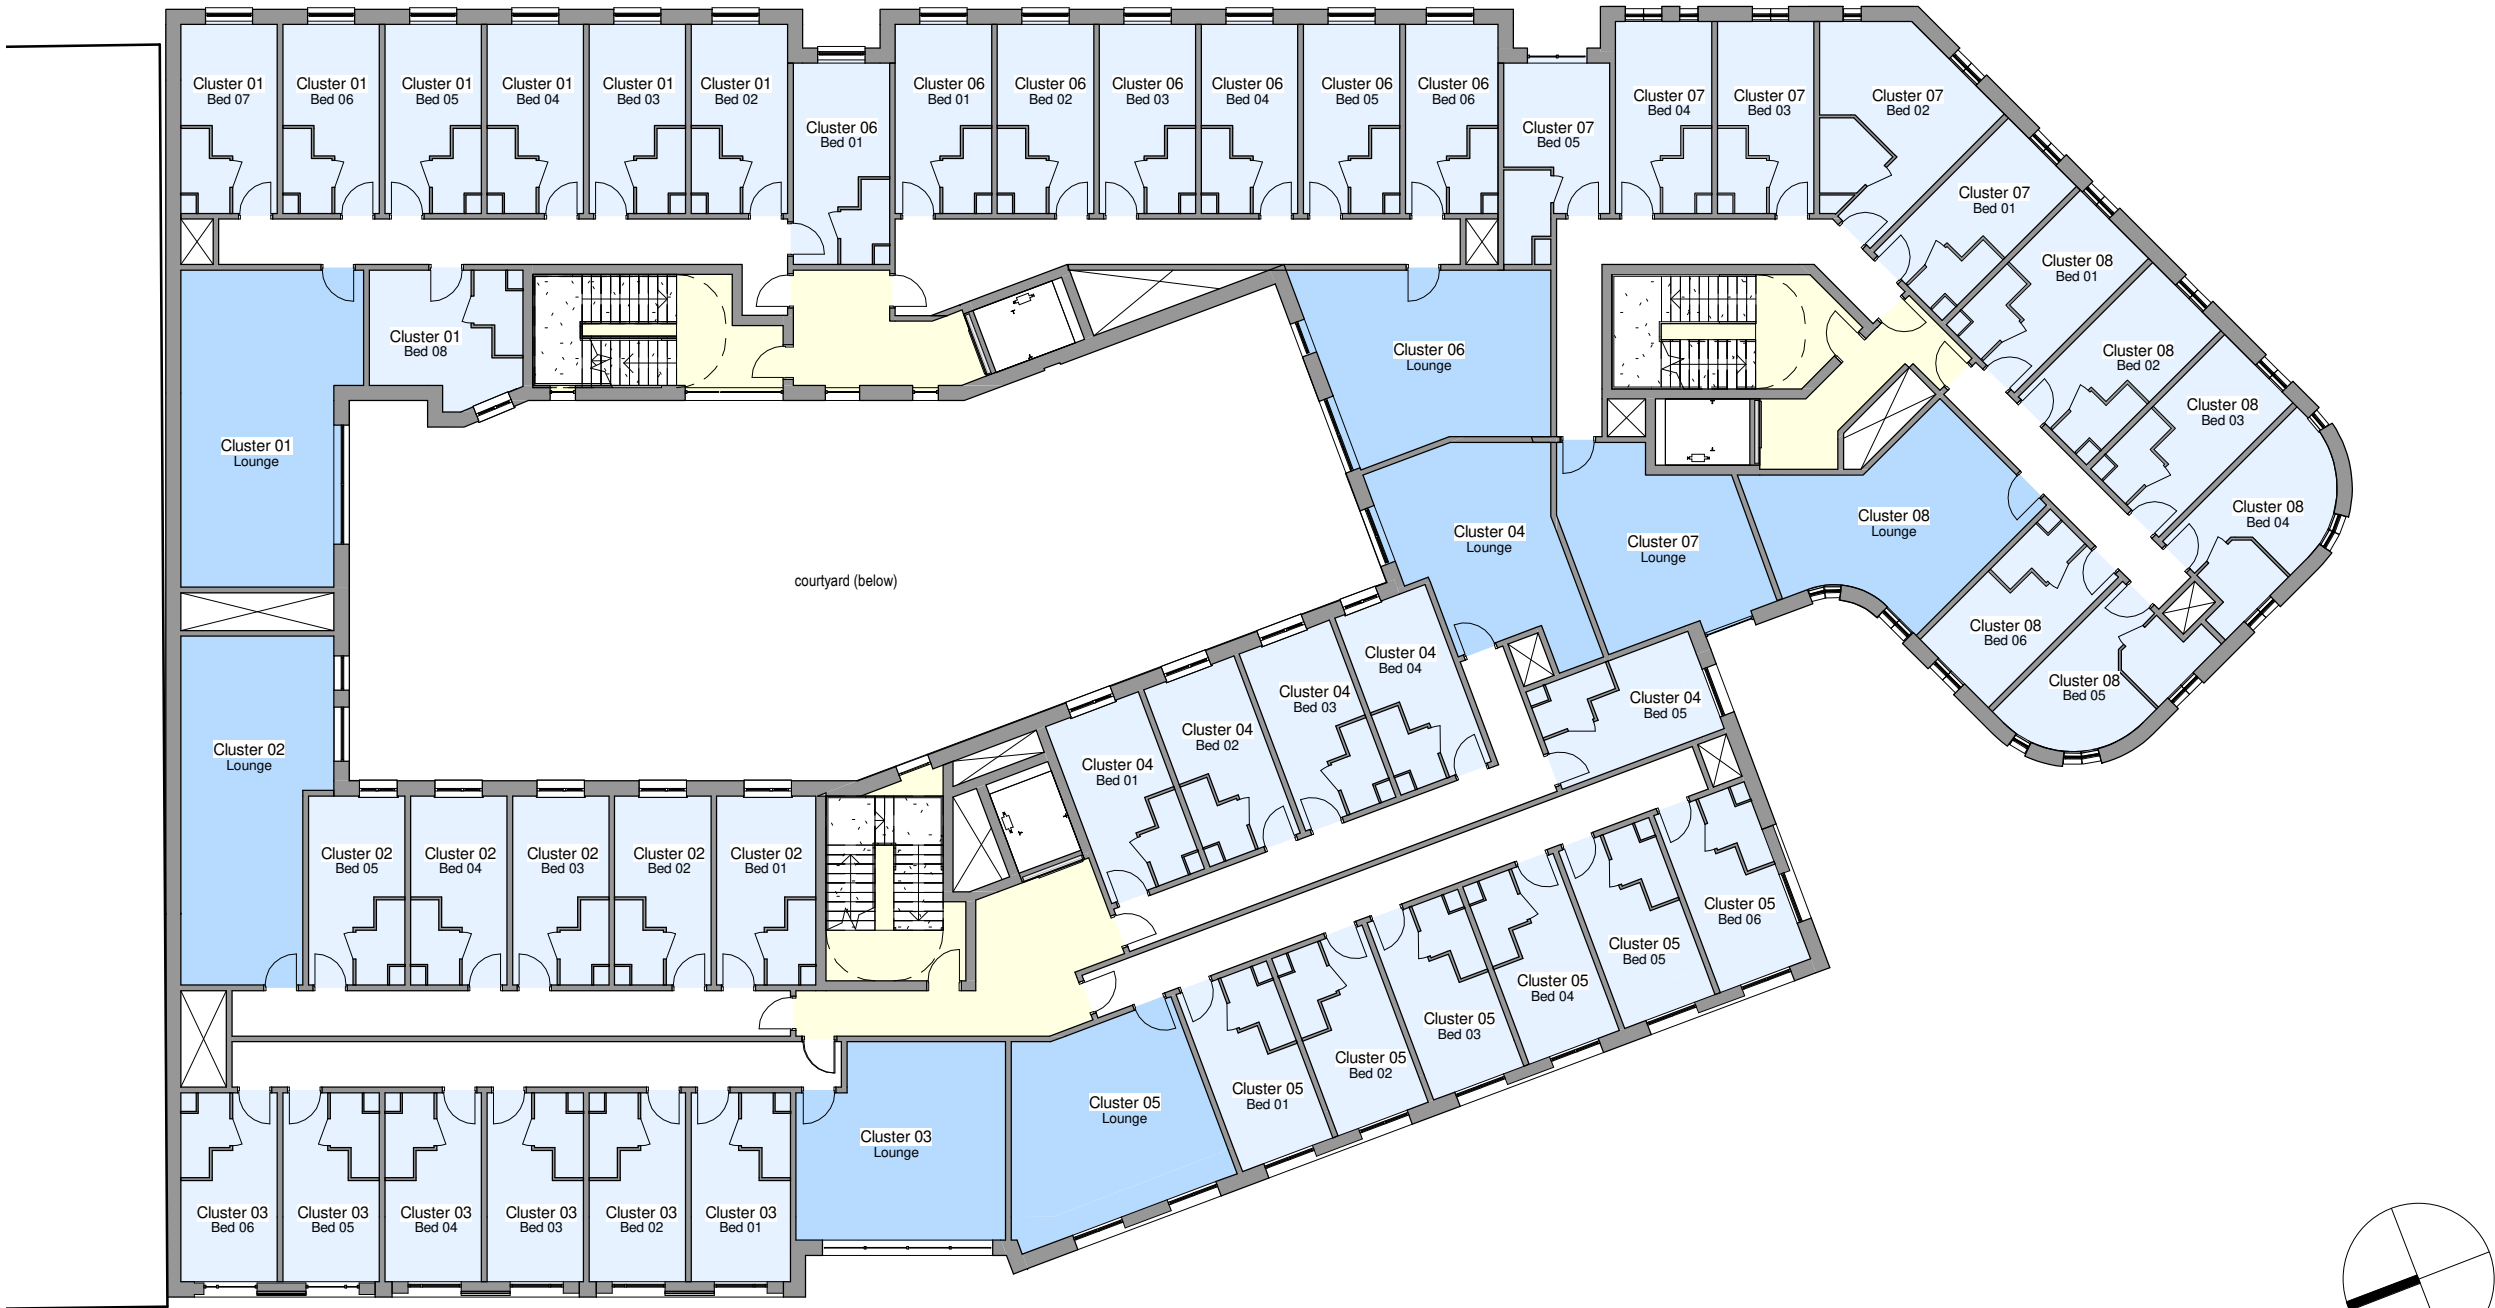 Cluster 01
Bed 07
Cluster 01
Bed 06
Cluster 01
Bed 05
Cluster 01
Bed 04
Cluster 01
Bed 03
Cluster 01
Bed 02
Cluster 06
Bed 01
Cluster 06
Bed 01
Cluster 06
Bed 02
Cluster 06
Bed 03
Cluster 06
Bed 04
Cluster 06
Bed 05
Cluster 06
Bed 06
Cluster 07
Bed 05
Cluster 07
Bed 04
Cluster 07
Bed 03
Cluster 07
Bed 02
Cluster 07
Bed 01
Cluster 08
Bed 01
Cluster 08
Bed 02
Cluster 08
Bed 03
Cluster 08
Bed 04
Cluster 01
Bed 08
Cluster 06
Lounge
Cluster 01
Lounge
Cluster 04
Lounge
Cluster 07
Lounge
Cluster 08
Lounge
courtyard (below)
Cluster 08
Bed 06
Cluster 08
Bed 05
Cluster 04
Bed 04
Cluster 04
Bed 03
Cluster 04
Bed 02
Cluster 04
Bed 01
Cluster 04
Bed 05
Cluster 02
Lounge
Cluster 02
Bed 05
Cluster 02
Bed 04
Cluster 02
Bed 03
Cluster 02
Bed 02
Cluster 02
Bed 01
Cluster 05
Bed 06
Cluster 05
Bed 05
Cluster 05
Bed 04
Cluster 05
Bed 03
Cluster 05
Bed 02
Cluster 05
Bed 01
Cluster 05
Lounge
Cluster 03
Lounge
Cluster 03
Bed 06
Cluster 03
Bed 05
Cluster 03
Bed 04
Cluster 03
Bed 03
Cluster 03
Bed 02
Cluster 03
Bed 01